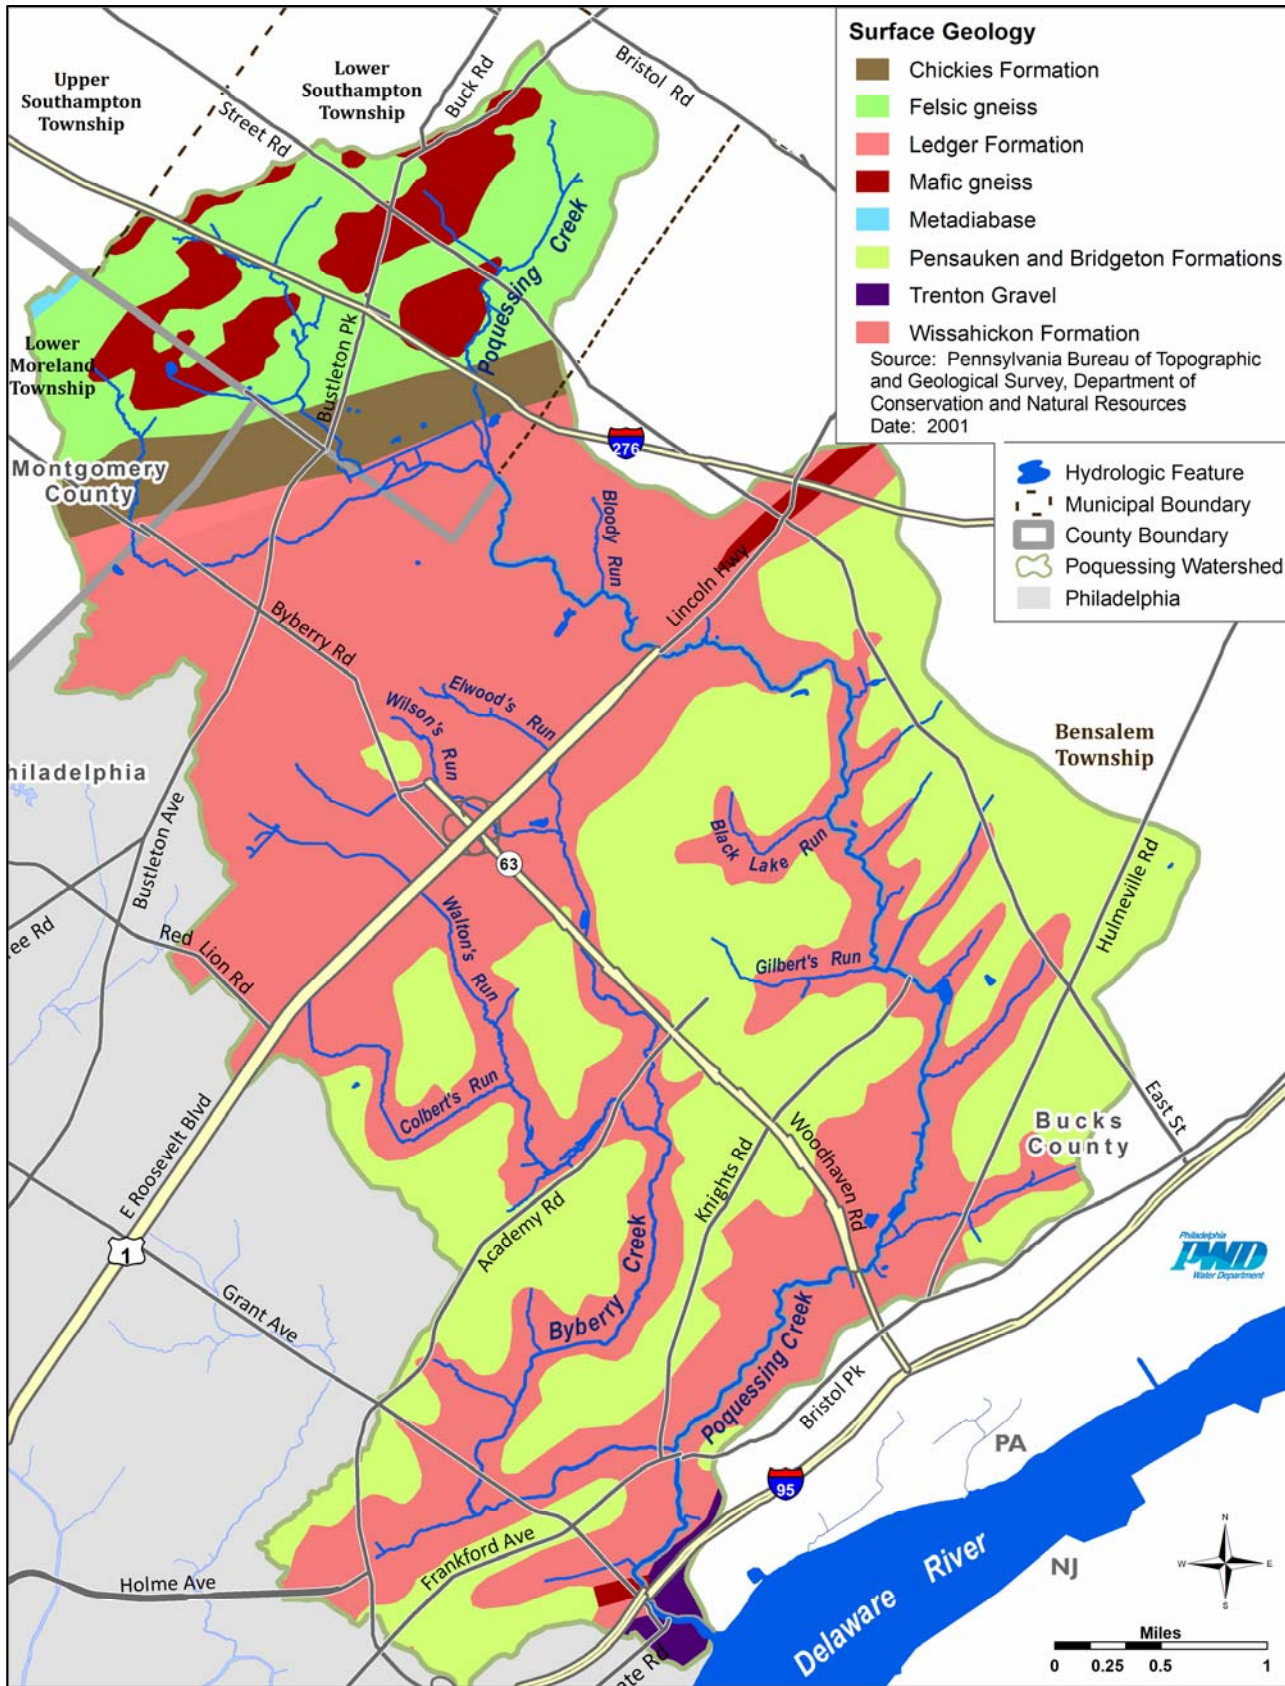 Surface Geology
Chickies Formation
Felsic gneiss
Ledger Formation
Mafic gneiss
Metadiabase
Pensauken and Bridgeton Formations
Trenton Gravel
Wissahickon Formation
Source: Pennsylvania Bureau of Topographic
and Geological Survey, Department of
Conservation and Natural Resources
Date: 2001
Hydrologic Feature
Municipal Boundary
County Boundary
Poquessing Watershed
Philadelphia
Upper
Southampton
Township
Lower
Southampton
Township
Buck Rd
Bristol Rd
Street Rd
Poquessing Creek
Bustleton Pk
Lower
Moreland
Township
Montgomery
County
276
Bloody Run
Lincoln Hwy
Byberry Rd
Elwood's Run
Wilson's Run
hiladelphia
Bustleton Ave
63
Black Lake Run
Bensalem
Township
Hulmeville Rd
ree Rd
Red Lion Rd
Walton's Run
Gilbert's Run
Colbert's Run
E Roosevelt Blvd
1
Woodhaven Rd
Knights Rd
East St
Bucks
County
Academy Rd
Byberry Creek
Grant Ave
Poquessing Creek
Bristol Pk
Philadelphia
PWD
Water Department
95
PA
NJ
Delaware River
Frankford Ave
Holme Ave
ate Rd
N
W E
S
Miles
0 0.25 0.5 1